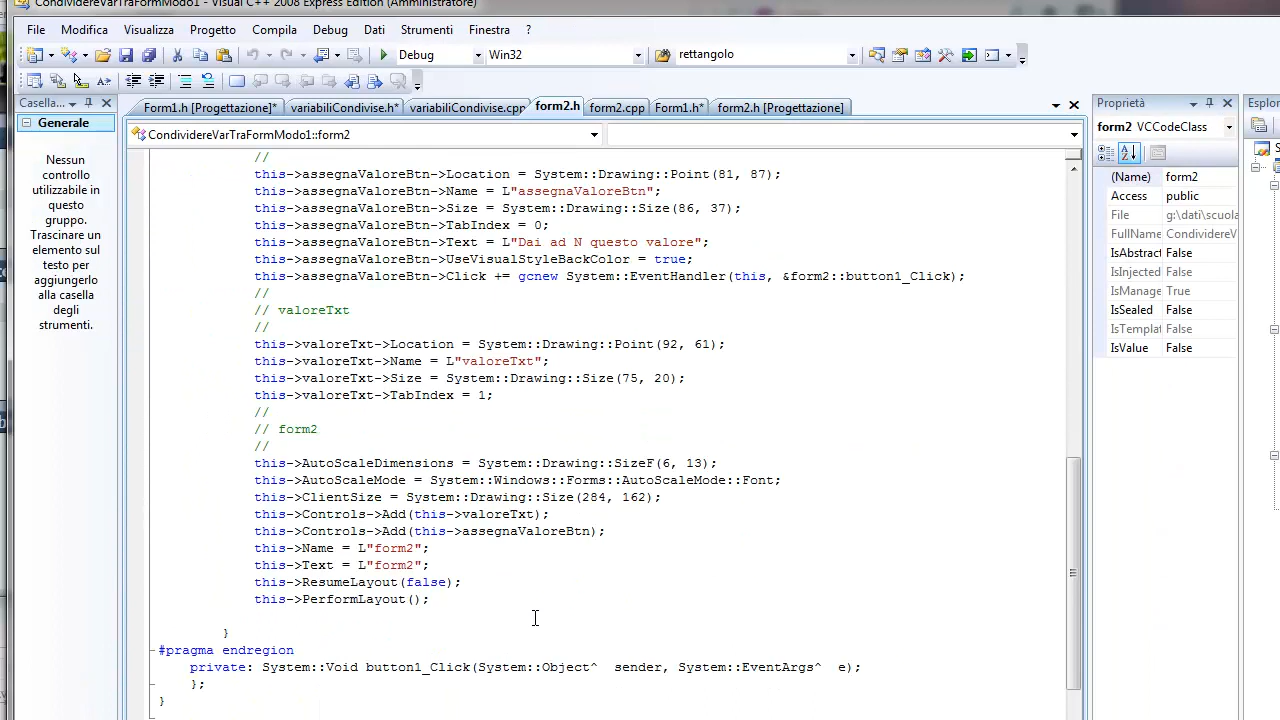 CondividereVarTraFormModo1 - Visual C++ 2008 Express Edition (Amministratore)
File Modifica Visualizza Progetto Compila Debug Dati Strumenti Finestra ?
Debug Win32 rettangolo
Casella...
Generale
Nessun
controllo
utilizzabile in
questo
gruppo.
Trascinare un
elemento sul
testo per
aggiungerlo
alla casella
degli
strumenti.
Form1.h [Progettazione]* variabiliCondivise.h* variabiliCondivise.cpp form2.h form2.cpp Form1.h* form2.h [Progettazione]
CondividereVarTraFormModo1::form2
//
this->assegnaValoreBtn->Location = System::Drawing::Point(81, 87);
this->assegnaValoreBtn->Name = L"assegnaValoreBtn";
this->assegnaValoreBtn->Size = System::Drawing::Size(86, 37);
this->assegnaValoreBtn->TabIndex = 0;
this->assegnaValoreBtn->Text = L"Dai ad N questo valore";
this->assegnaValoreBtn->UseVisualStyleBackColor = true;
this->assegnaValoreBtn->Click += gcnew System::EventHandler(this, &form2::button1_Click);
//
// valoreTxt
//
this->valoreTxt->Location = System::Drawing::Point(92, 61);
this->valoreTxt->Name = L"valoreTxt";
this->valoreTxt->Size = System::Drawing::Size(75, 20);
this->valoreTxt->TabIndex = 1;
//
// form2
//
this->AutoScaleDimensions = System::Drawing::SizeF(6, 13);
this->AutoScaleMode = System::Windows::Forms::AutoScaleMode::Font;
this->ClientSize = System::Drawing::Size(284, 162);
this->Controls->Add(this->valoreTxt);
this->Controls->Add(this->assegnaValoreBtn);
this->Name = L"form2";
this->Text = L"form2";
this->ResumeLayout(false);
this->PerformLayout();
}
#pragma endregion
private: System::Void button1_Click(System::Object^ sender, System::EventArgs^ e);
};
}
Proprietà
form2 VCCodeClass
(Name) form2
Access public
File g:\dati\scuola
FullName CondividereV
IsAbstract False
IsInjected False
IsManage True
IsSealed False
IsTemplat False
IsValue False
Esplor